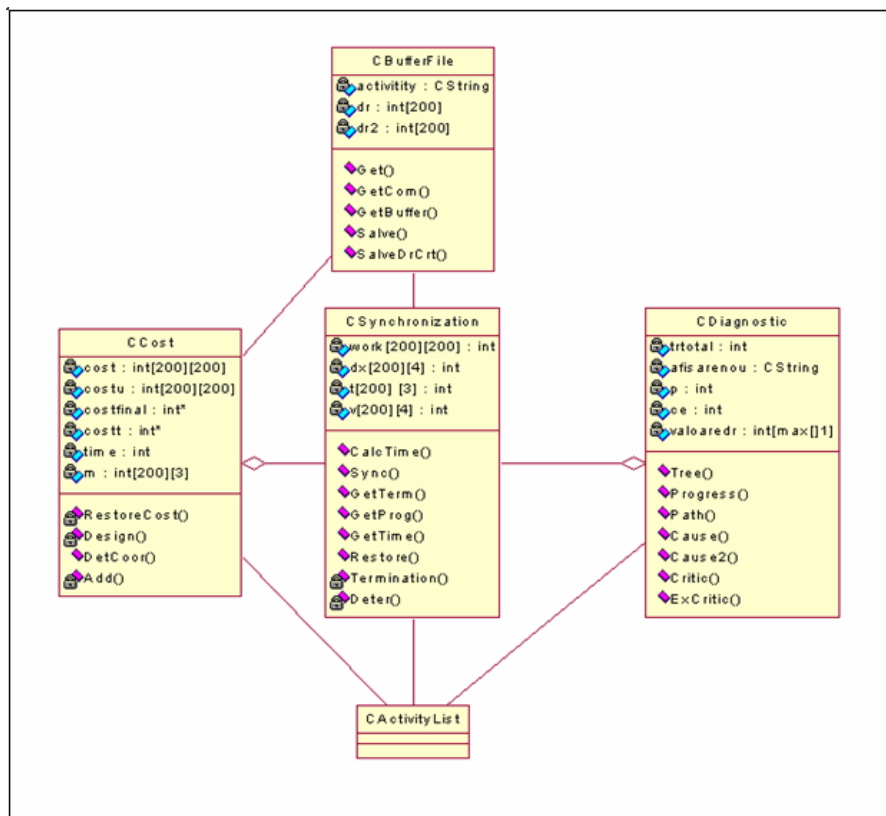 CBufferFile
activitity : CString
dr : int[200]
dr2 : int[200]
Get()
GetCom()
GetBuffer()
Salve()
SalveDrCrt()
CCost
cost : int[200][200]
costu : int[200][200]
costfinal : int*
costt : int*
time : int
m : int[200][3]
RestoreCost()
Design()
DetCoor()
Add()
CSynchronization
work[200][200] : int
dx[200][4] : int
t[200] [3] : int
v[200][4] : int
CalcTime()
Sync()
GetTerm()
GetProg()
GetTime()
Restore()
Termination()
Deter()
CDiagnostic
trtotal : int
afisarenou : CString
p : int
ce : int
valoaredr : int[max[]1]
Tree()
Progress()
Path()
Cause()
Cause2()
Critic()
ExCritic()
CActivityList